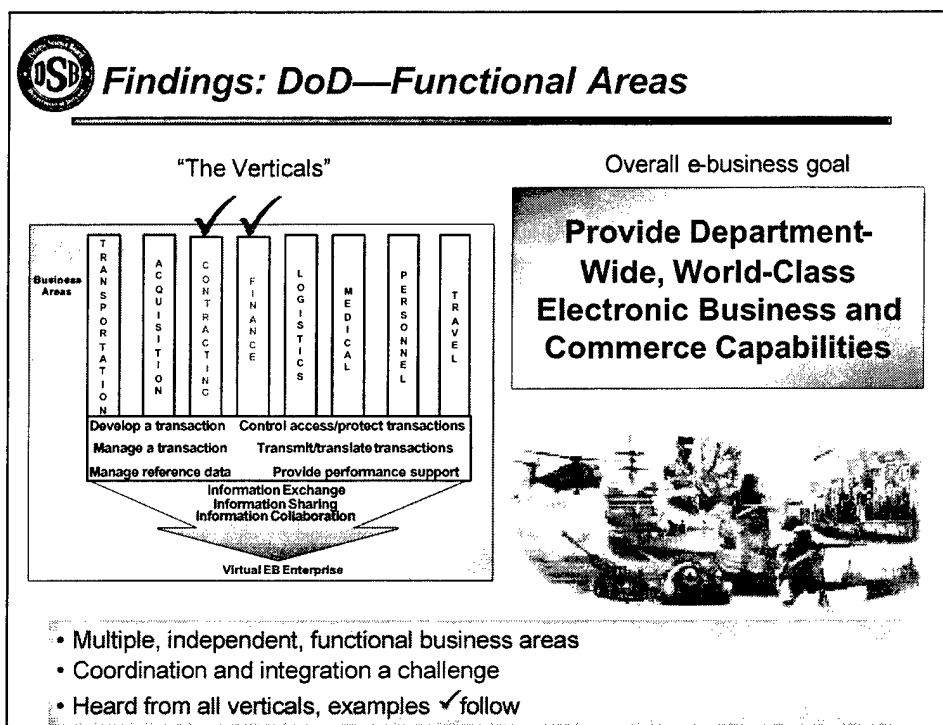 DSB
Findings: DoD—Functional Areas
"The Verticals"
Business
Areas
TRANSPORTATION
ACQUISITION
CONTRACTING
FINANCE
LOGISTICS
MEDICAL
PERSONNEL
TRAVEL
Develop a transaction Control access/protect transactions
Manage a transaction Transmit/translate transactions
Manage reference data Provide performance support
Information Exchange
Information Sharing
Information Collaboration
Virtual EB Enterprise
Overall e-business goal
Provide Department-
Wide, World-Class
Electronic Business and
Commerce Capabilities
• Multiple, independent, functional business areas
• Coordination and integration a challenge
• Heard from all verticals, examples ✓follow